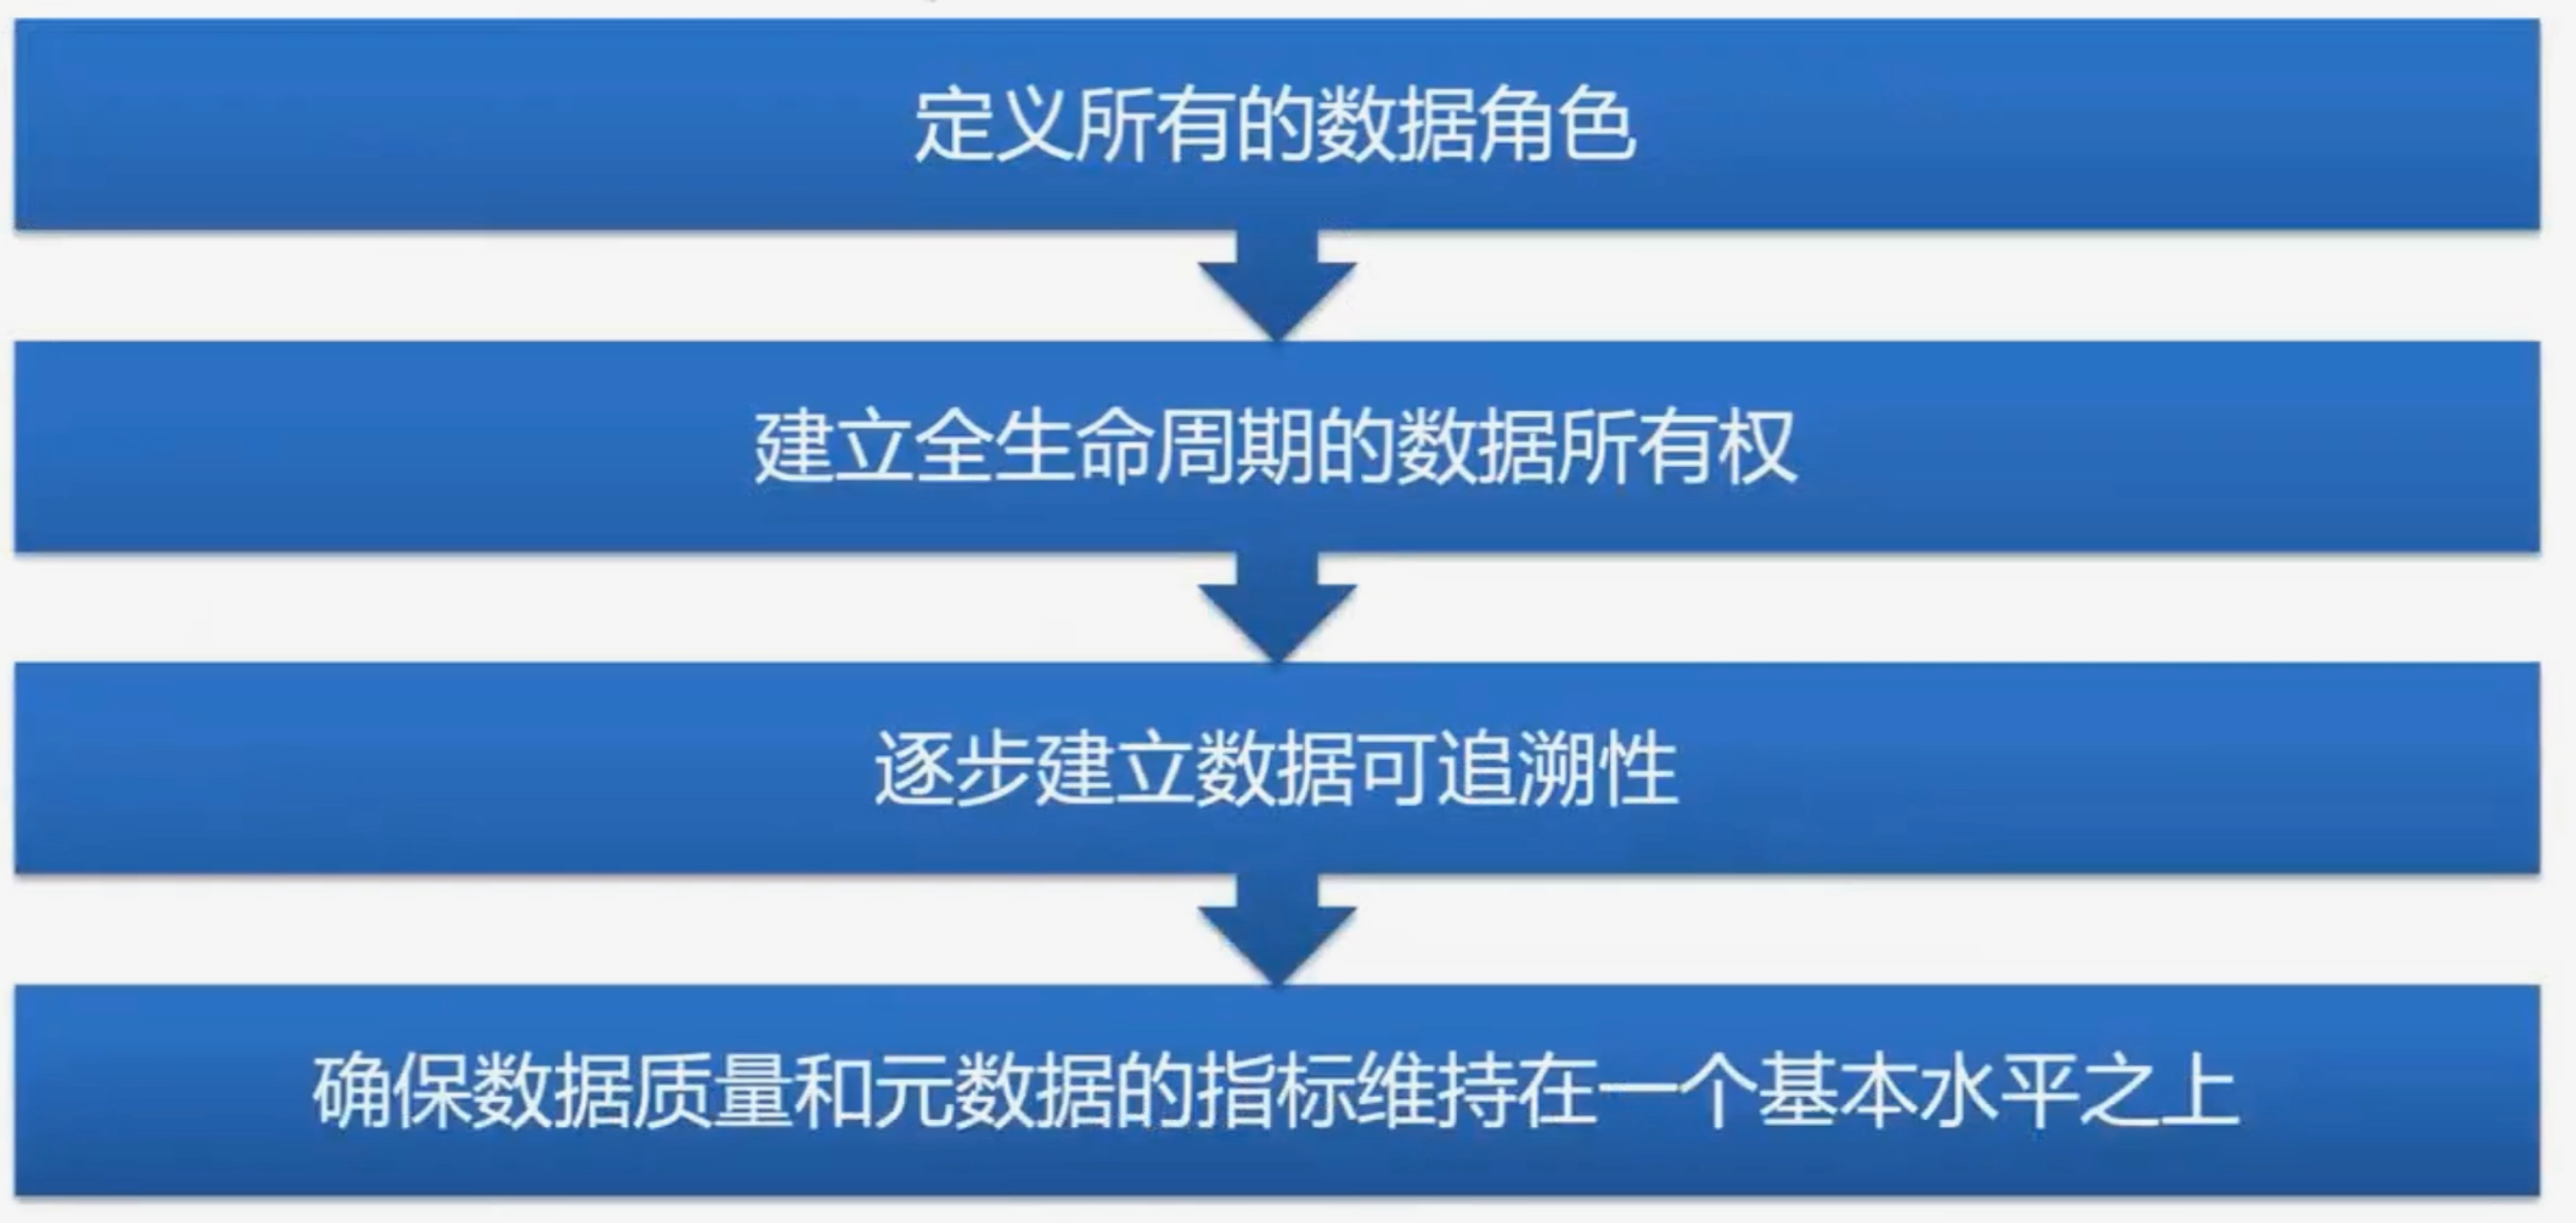 定义所有的数据角色
建立全生命周期的数据所有权
逐步建立数据可追溯性
确保数据质量和元数据的指标维持在一个基本水平之上